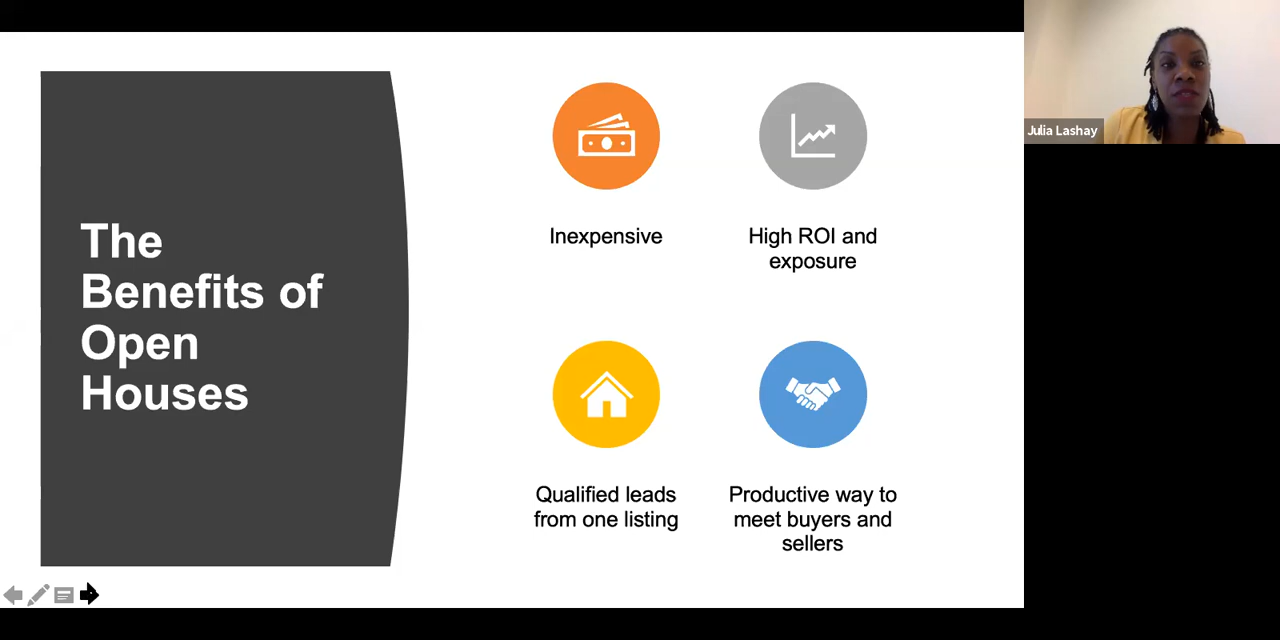 The
Benefits of
Open
Houses
Inexpensive
High ROI and
exposure
Qualified leads
from one listing
Productive way to
meet buyers and
sellers
Julia Lashay